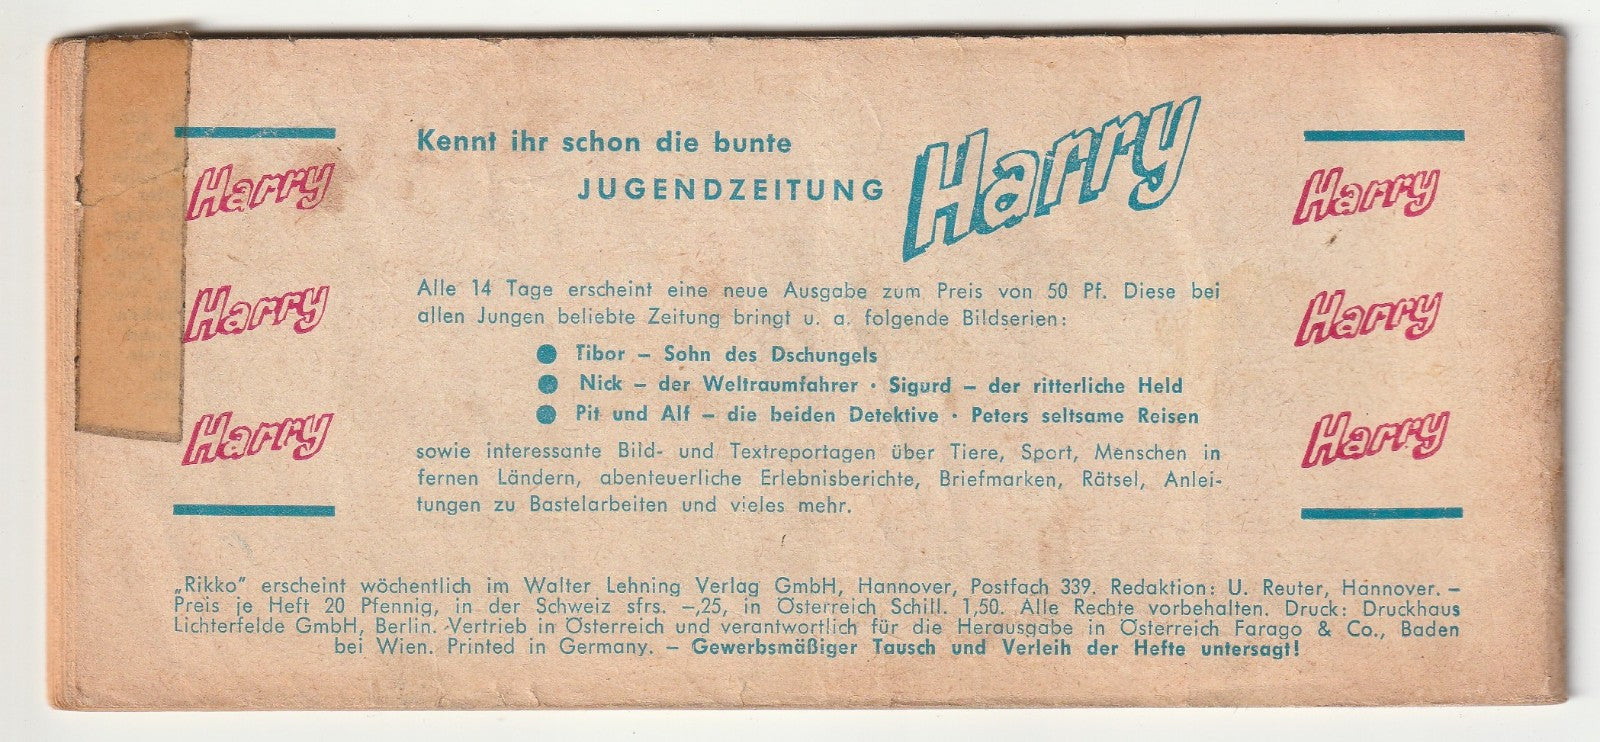 Harry
Harry
Harry
Kennt ihr schon die bunte
JUGENDZEITUNG
Harry
Alle 14 Tage erscheint eine neue Ausgabe zum Preis von 50 Pf. Diese bei
allen Jungen beliebte Zeitung bringt u. a. folgende Bildserien:
● Tibor – Sohn des Dschungels
● Nick – der Weltraumfahrer · Sigurd – der ritterliche Held
● Pit und Alf – die beiden Detektive · Peters seltsame Reisen
sowie interessante Bild- und Textreportagen über Tiere, Sport, Menschen in
fernen Ländern, abenteuerliche Erlebnisberichte, Briefmarken, Rätsel, Anlei-
tungen zu Bastelarbeiten und vieles mehr.
Harry
Harry
Harry
„Rikko” erscheint wöchentlich im Walter Lehning Verlag GmbH, Hannover, Postfach 339. Redaktion: U. Reuter, Hannover. –
Preis je Heft 20 Pfennig, in der Schweiz sfrs. –,25, in Österreich Schill. 1,50. Alle Rechte vorbehalten. Druck: Druckhaus
Lichterfelde GmbH, Berlin. Vertrieb in Österreich und verantwortlich für die Herausgabe in Österreich Farago & Co., Baden
bei Wien. Printed in Germany. – Gewerbsmäßiger Tausch und Verleih der Hefte untersagt!